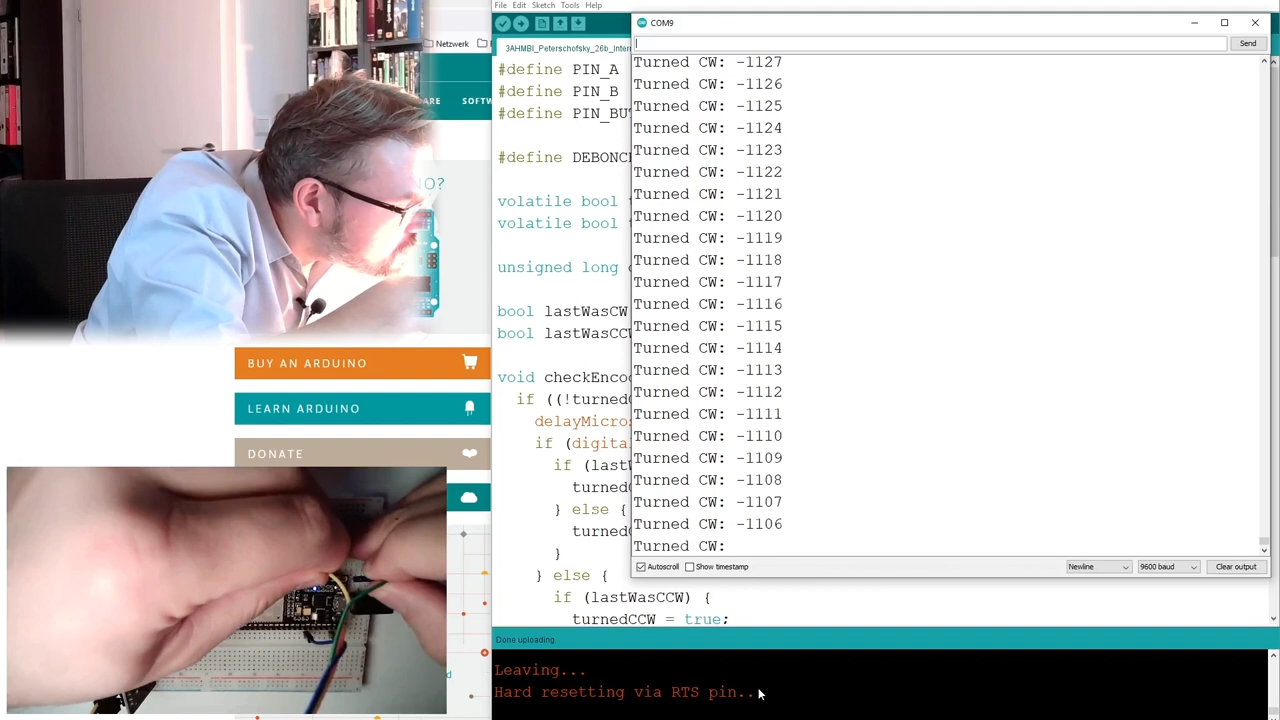 File Edit Sketch Tools Help
COM9
Netzwerk
3AHMBI_Peterschofsky_26b_Inter
Send
ARE SOFTW
NO?
BUY AN ARDUINO
LEARN ARDUINO
DONATE
#define PIN_A
#define PIN_B
#define PIN_BU
#define DEBONC
volatile bool
volatile bool
unsigned long
bool lastWasCW
bool lastWasCC
void checkEnco
if ((!turned
delayMicro
if (digita
if (lastW
turned
} else {
turned
}
} else {
if (lastWasCCW) {
turnedCCW = true;
Turned CW: -1127
Turned CW: -1126
Turned CW: -1125
Turned CW: -1124
Turned CW: -1123
Turned CW: -1122
Turned CW: -1121
Turned CW: -1120
Turned CW: -1119
Turned CW: -1118
Turned CW: -1117
Turned CW: -1116
Turned CW: -1115
Turned CW: -1114
Turned CW: -1113
Turned CW: -1112
Turned CW: -1111
Turned CW: -1110
Turned CW: -1109
Turned CW: -1108
Turned CW: -1107
Turned CW: -1106
Turned CW:
Autoscroll Show timestamp Newline 9600 baud Clear output
Done uploading.
Leaving...
Hard resetting via RTS pin...